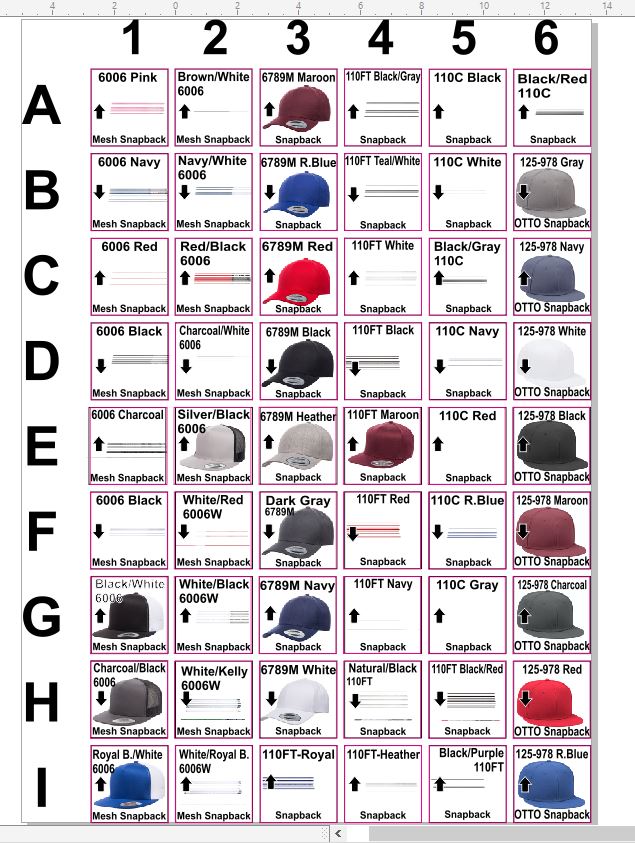 4 2 0 2 4 6 8 10 12 14
1 2 3 4 5 6
A
6006 Pink
Mesh Snapback
Brown/White
6006
Mesh Snapback
6789M Maroon
Snapback
110FT Black/Gray
Snapback
110C Black
Snapback
Black/Red
110C
Snapback
B
6006 Navy
Mesh Snapback
Navy/White
6006
Mesh Snapback
6789M R.Blue
Snapback
110FT Teal/White
Snapback
110C White
Snapback
125-978 Gray
OTTO Snapback
C
6006 Red
Mesh Snapback
Red/Black
6006
Mesh Snapback
6789M Red
Snapback
110FT White
Snapback
Black/Gray
110C
Snapback
125-978 Navy
OTTO Snapback
D
6006 Black
Mesh Snapback
Charcoal/White
6006
Mesh Snapback
6789M Black
Snapback
110FT Black
Snapback
110C Navy
Snapback
125-978 White
OTTO Snapback
E
6006 Charcoal
Mesh Snapback
Silver/Black
6006
Mesh Snapback
6789M Heather
Snapback
110FT Maroon
Snapback
110C Red
Snapback
125-978 Black
OTTO Snapback
F
6006 Black
Mesh Snapback
White/Red
6006W
Mesh Snapback
Dark Gray
6789M
Snapback
110FT Red
Snapback
110C R.Blue
Snapback
125-978 Maroon
OTTO Snapback
G
Black/White
6006
Mesh Snapback
White/Black
6006W
Mesh Snapback
6789M Navy
Snapback
110FT Navy
Snapback
110C Gray
Snapback
125-978 Charcoal
OTTO Snapback
H
Charcoal/Black
6006
Mesh Snapback
White/Kelly
6006W
Mesh Snapback
6789M White
Snapback
Natural/Black
110FT
Snapback
110FT Black/Red
Snapback
125-978 Red
OTTO Snapback
I
Royal B./White
6006
Mesh Snapback
White/Royal B.
6006W
Mesh Snapback
110FT-Royal
Snapback
110FT-Heather
Snapback
Black/Purple
110FT
Snapback
125-978 R.Blue
OTTO Snapback